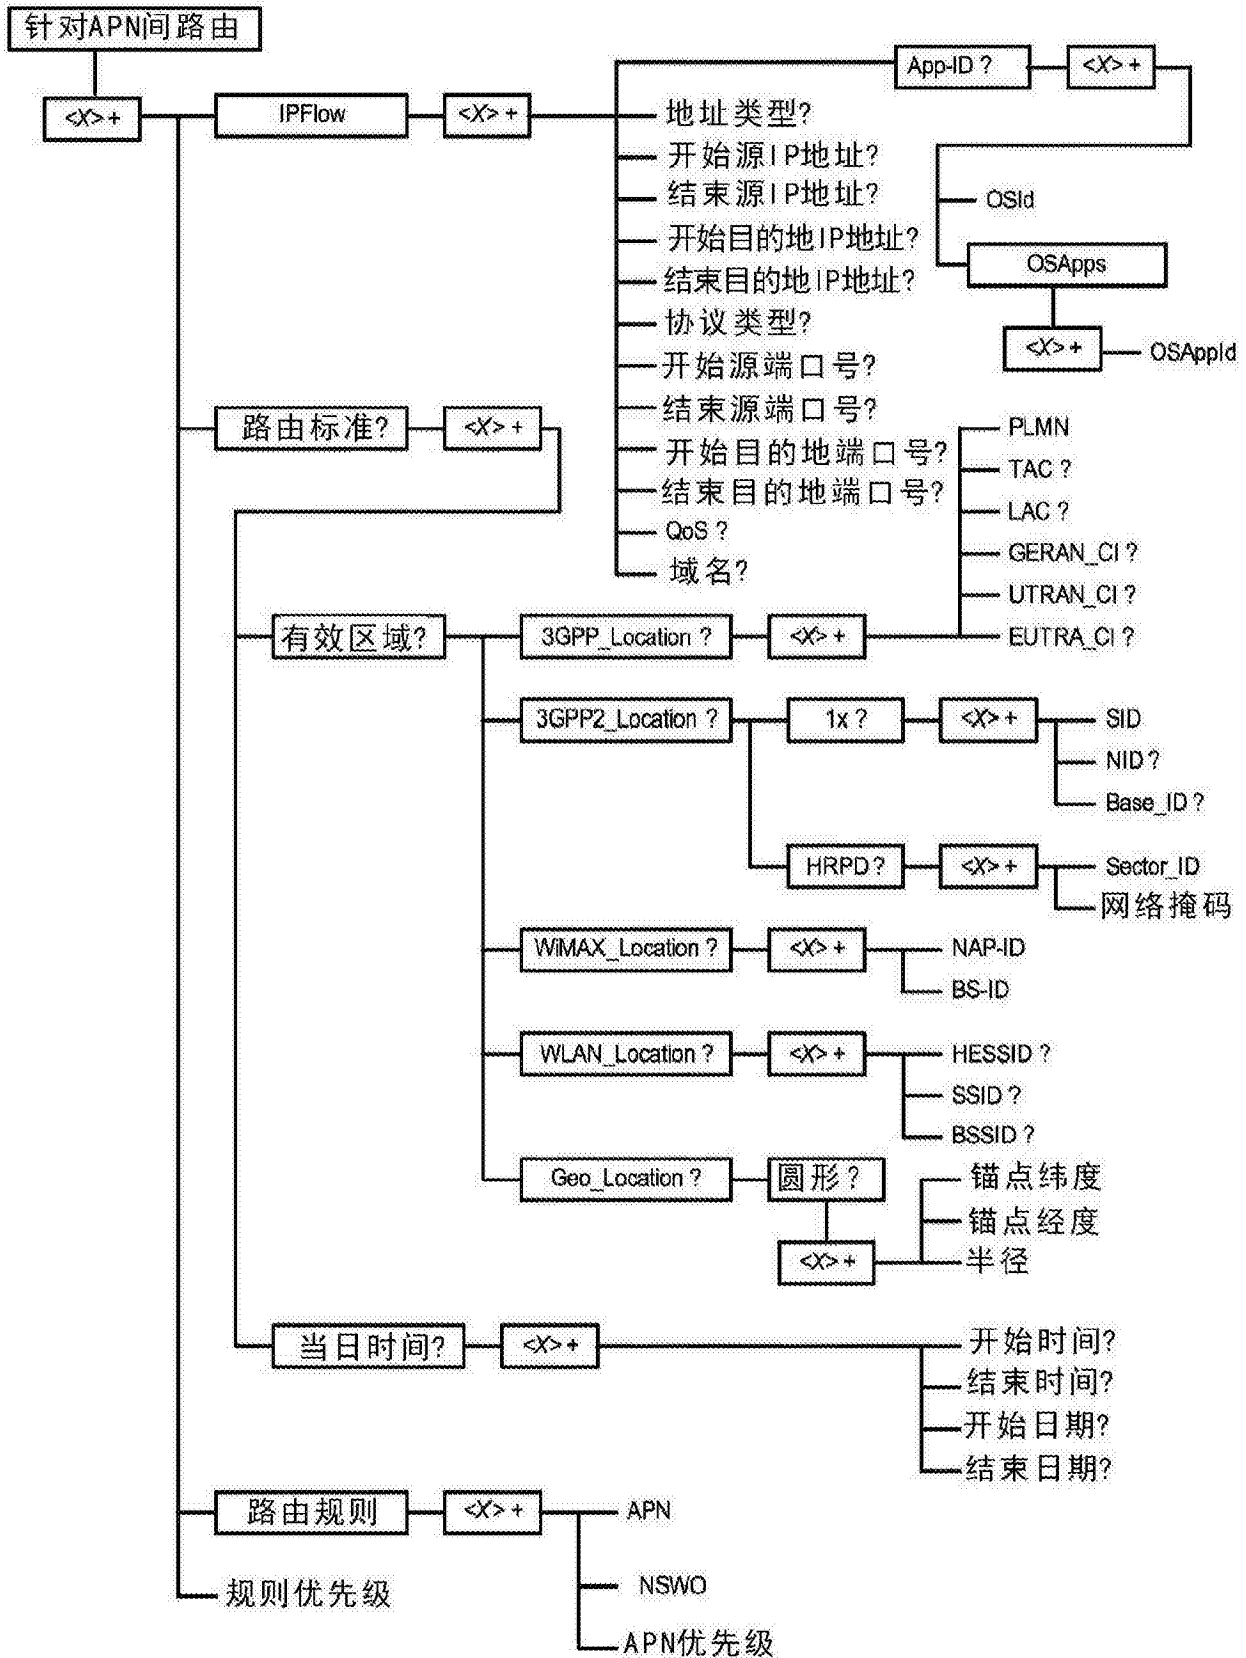 针对APN间路由
<X>+
IPFlow
<X>+
App-ID ?
<X>+
地址类型?
开始源IP地址?
结束源IP地址?
开始目的地IP地址?
结束目的地IP地址?
协议类型?
开始源端口号?
结束源端口号?
开始目的地端口号?
结束目的地端口号?
QoS ?
域名?
OSId
OSApps
<X>+
OSAppId
路由标准?
<X>+
有效区域?
3GPP_Location ?
<X>+
PLMN
TAC ?
LAC ?
GERAN_CI ?
UTRAN_CI ?
EUTRA_CI ?
3GPP2_Location ?
1x ?
<X>+
SID
NID ?
Base_ID ?
HRPD ?
<X>+
Sector_ID
网络掩码
WiMAX_Location ?
<X>+
NAP-ID
BS-ID
WLAN_Location ?
<X>+
HESSID ?
SSID ?
BSSID ?
Geo_Location ?
圆形 ?
<X>+
锚点纬度
锚点经度
半径
当日时间?
<X>+
开始时间?
结束时间?
开始日期?
结束日期?
路由规则
<X>+
APN
NSWO
APN优先级
规则优先级